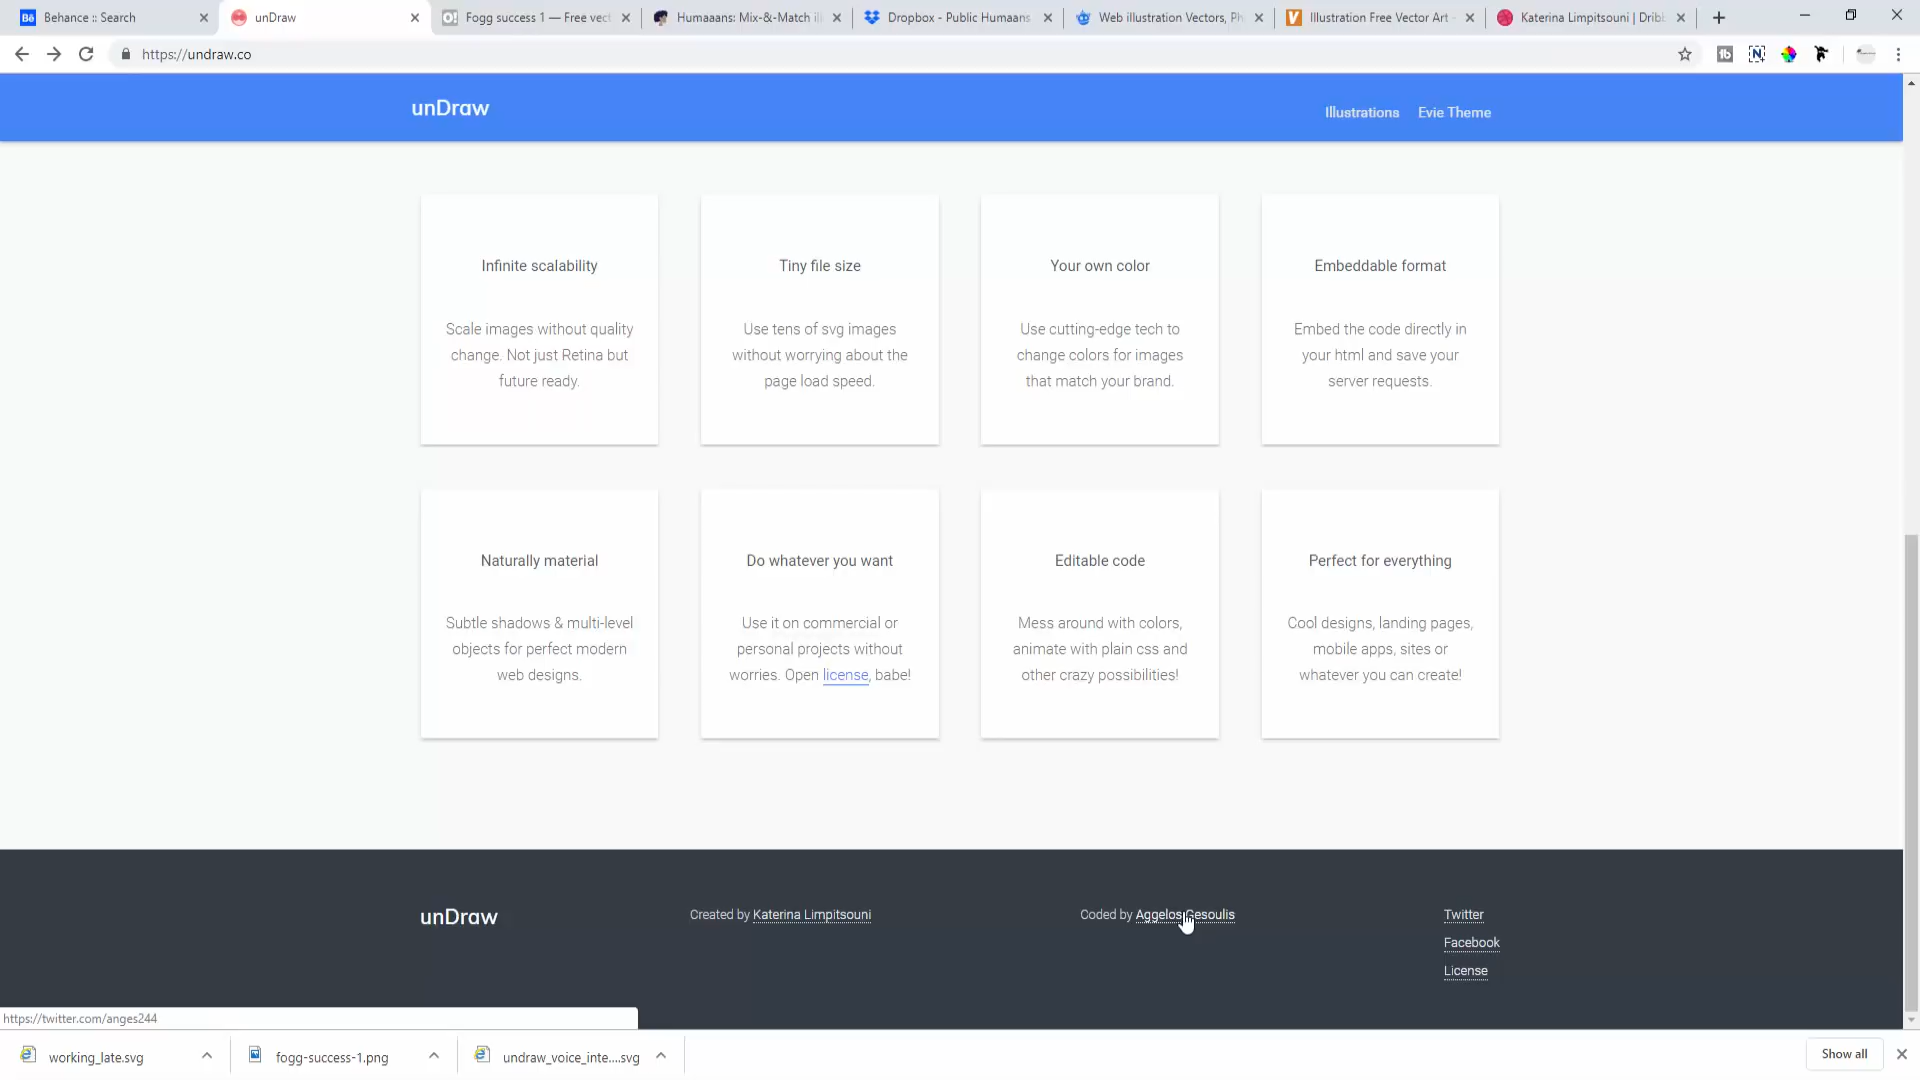 Behance :: Search
unDraw
Fogg success 1 — Free vect
Humaaans: Mix-&-Match il
Dropbox - Public Humaans
Web illustration Vectors, Ph
Illustration Free Vector Art -
Katerina Limpitsouni | Drib
https://undraw.co
unDraw
Illustrations
Evie Theme
Infinite scalability
Scale images without quality
change. Not just Retina but
future ready.
Tiny file size
Use tens of svg images
without worrying about the
page load speed.
Your own color
Use cutting-edge tech to
change colors for images
that match your brand.
Embeddable format
Embed the code directly in
your html and save your
server requests.
Naturally material
Subtle shadows & multi-level
objects for perfect modern
web designs.
Do whatever you want
Use it on commercial or
personal projects without
worries. Open license, babe!
Editable code
Mess around with colors,
animate with plain css and
other crazy possibilities!
Perfect for everything
Cool designs, landing pages,
mobile apps, sites or
whatever you can create!
unDraw
Created by Katerina Limpitsouni
Coded by Aggelos Gesoulis
Twitter
Facebook
License
https://twitter.com/anges244
working_late.svg
fogg-success-1.png
undraw_voice_inte....svg
Show all